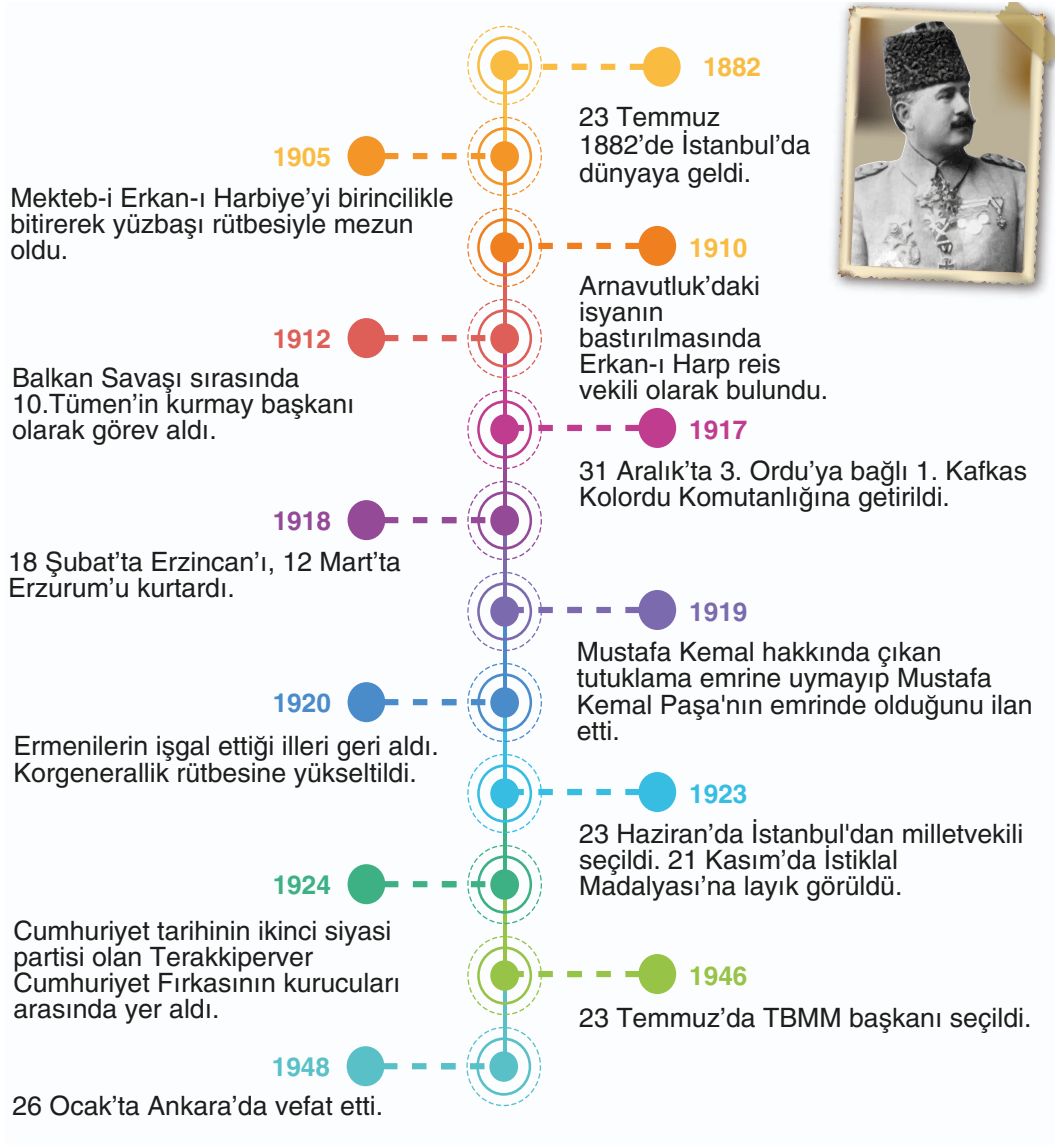 1882
23 Temmuz
1882’de İstanbul’da
dünyaya geldi.
1905
Mekteb-i Erkan-ı Harbiye’yi birincilikle
bitirerek yüzbaşı rütbesiyle mezun
oldu.
1910
Arnavutluk’daki
isyanın
bastırılmasında
Erkan-ı Harp reis
vekili olarak bulundu.
1912
Balkan Savaşı sırasında
10.Tümen’in kurmay başkanı
olarak görev aldı.
1917
31 Aralık’ta 3. Ordu’ya bağlı 1. Kafkas
Kolordu Komutanlığına getirildi.
1918
18 Şubat’ta Erzincan’ı, 12 Mart’ta
Erzurum’u kurtardı.
1919
Mustafa Kemal hakkında çıkan
tutuklama emrine uymayıp Mustafa
Kemal Paşa'nın emrinde olduğunu ilan
etti.
1920
Ermenilerin işgal ettiği illeri geri aldı.
Korgenerallik rütbesine yükseltildi.
1923
23 Haziran’da İstanbul'dan milletvekili
seçildi. 21 Kasım’da İstiklal
Madalyası’na layık görüldü.
1924
Cumhuriyet tarihinin ikinci siyasi
partisi olan Terakkiperver
Cumhuriyet Fırkasının kurucuları
arasında yer aldı.
1946
23 Temmuz’da TBMM başkanı seçildi.
1948
26 Ocak’ta Ankara’da vefat etti.